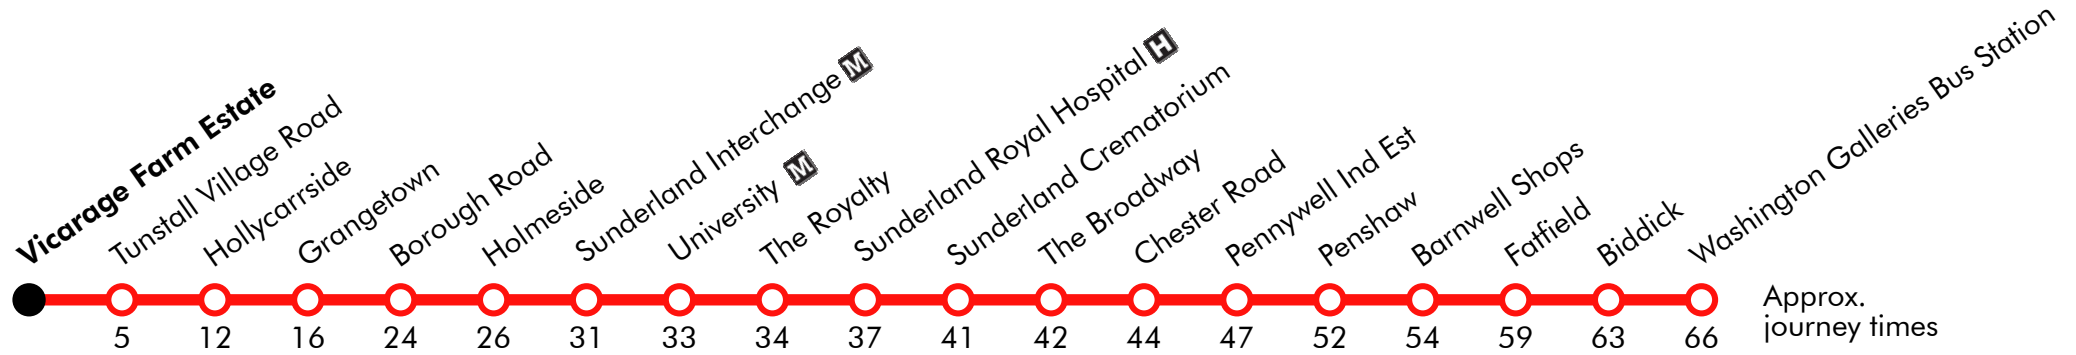 Vicarage Farm Estate
Tunstall Village Road
Hollycarrside
Grangetown
Borough Road
Holmeside
Sunderland Interchange M
University M
The Royalty
Sunderland Royal Hospital H
Sunderland Crematorium
The Broadway
Chester Road
Pennywell Ind Est
Penshaw
Barnwell Shops
Fatfield
Biddick
Washington Galleries Bus Station
5 12 16 24 26 31 33 34 37 41 42 44 47 52 54 59 63 66
Approx.
journey times